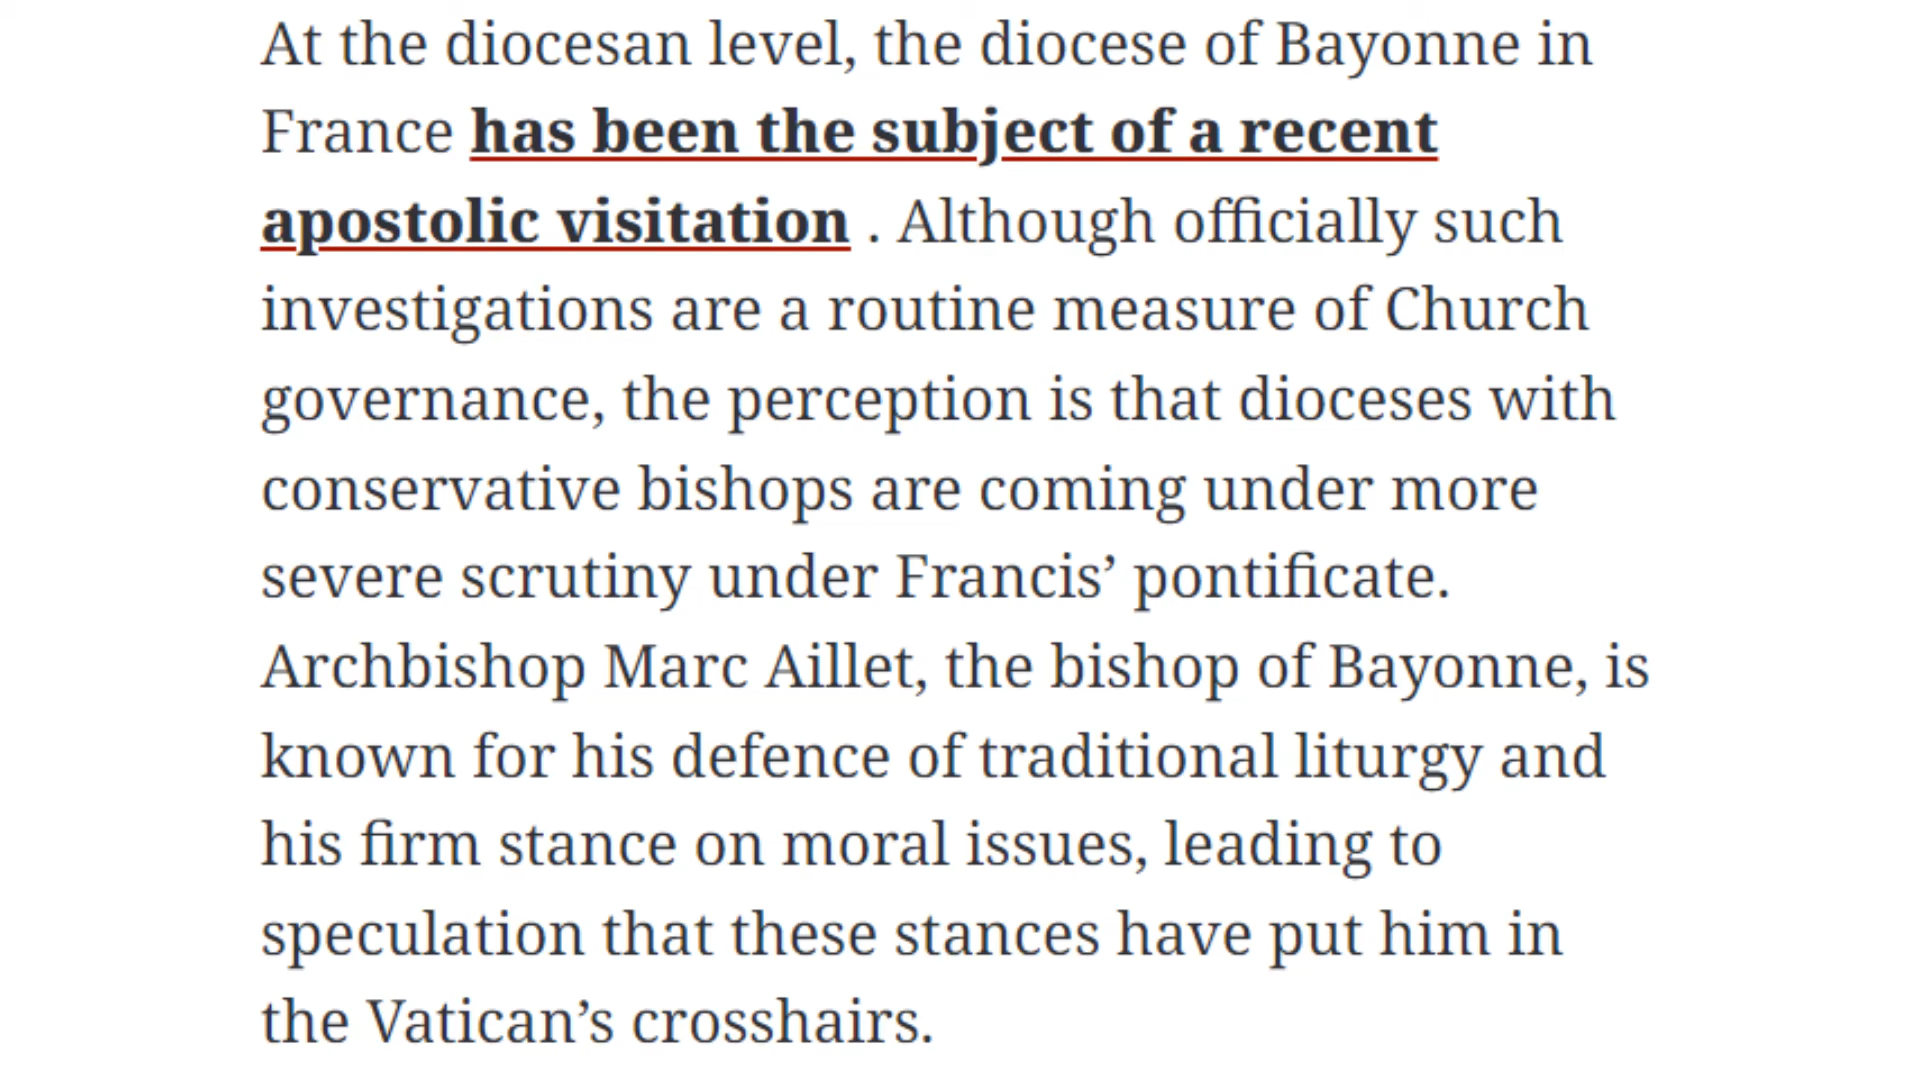 At the diocesan level, the diocese of Bayonne in
France has been the subject of a recent
apostolic visitation . Although officially such
investigations are a routine measure of Church
governance, the perception is that dioceses with
conservative bishops are coming under more
severe scrutiny under Francis’ pontificate.
Archbishop Marc Aillet, the bishop of Bayonne, is
known for his defence of traditional liturgy and
his firm stance on moral issues, leading to
speculation that these stances have put him in
the Vatican’s crosshairs.